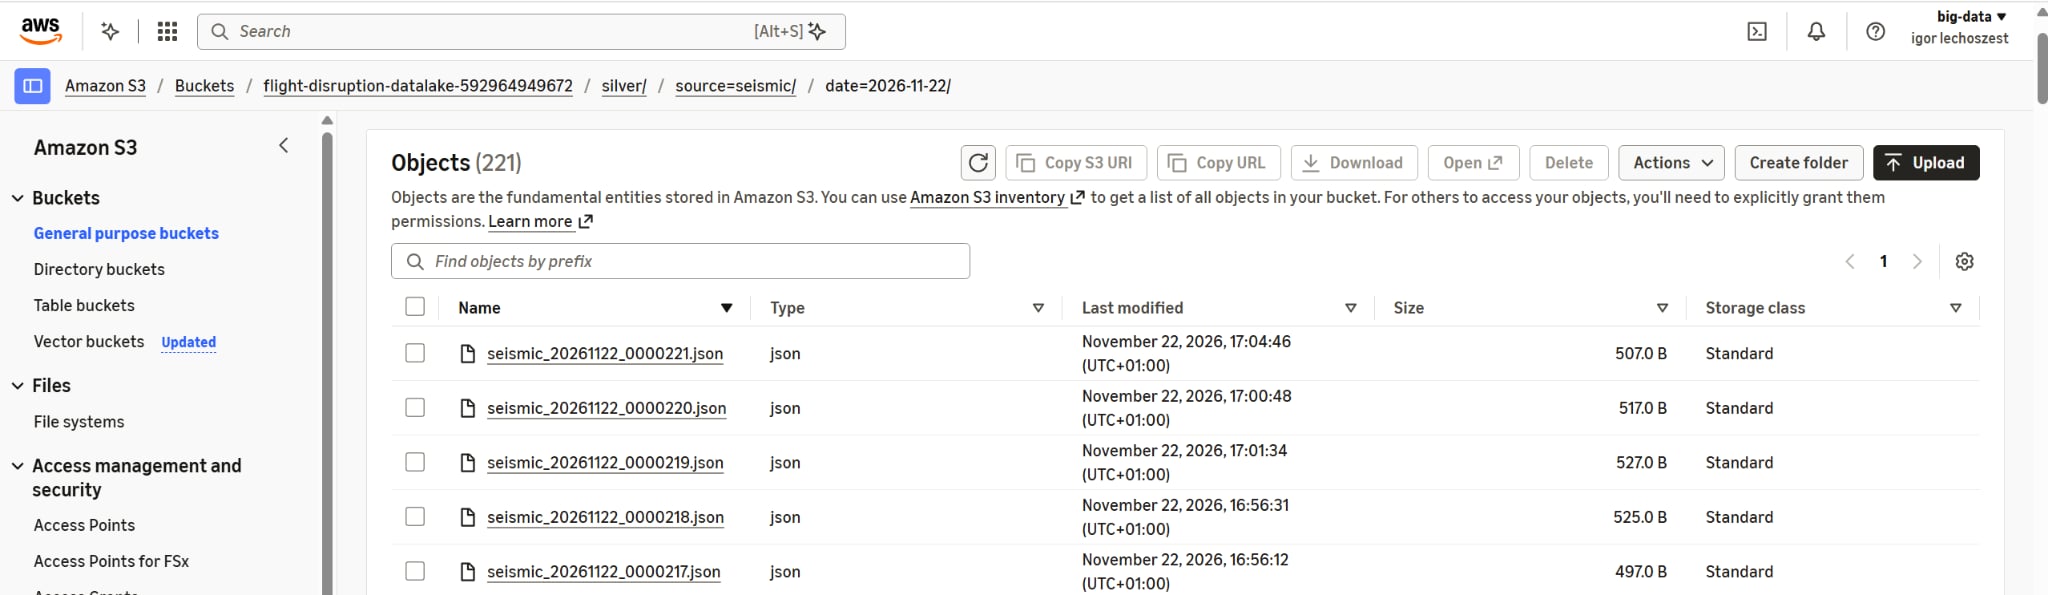 aws
Search [Alt+S]
big-data
igor lechoszest
Amazon S3 / Buckets / flight-disruption-datalake-592964949672 / silver/ / source=seismic/ / date=2026-11-22/
Amazon S3
Buckets
General purpose buckets
Directory buckets
Table buckets
Vector buckets Updated
Files
File systems
Access management and
security
Access Points
Access Points for FSx
Objects (221)
Copy S3 URI
Copy URL
Download
Open
Delete
Actions
Create folder
Upload
Objects are the fundamental entities stored in Amazon S3. You can use Amazon S3 inventory to get a list of all objects in your bucket. For others to access your objects, you'll need to explicitly grant them
permissions. Learn more
Find objects by prefix
1
Name Type Last modified Size Storage class
seismic_20261122_0000221.json json November 22, 2026, 17:04:46 (UTC+01:00) 507.0 B Standard
seismic_20261122_0000220.json json November 22, 2026, 17:00:48 (UTC+01:00) 517.0 B Standard
seismic_20261122_0000219.json json November 22, 2026, 17:01:34 (UTC+01:00) 527.0 B Standard
seismic_20261122_0000218.json json November 22, 2026, 16:56:31 (UTC+01:00) 525.0 B Standard
seismic_20261122_0000217.json json November 22, 2026, 16:56:12 (UTC+01:00) 497.0 B Standard